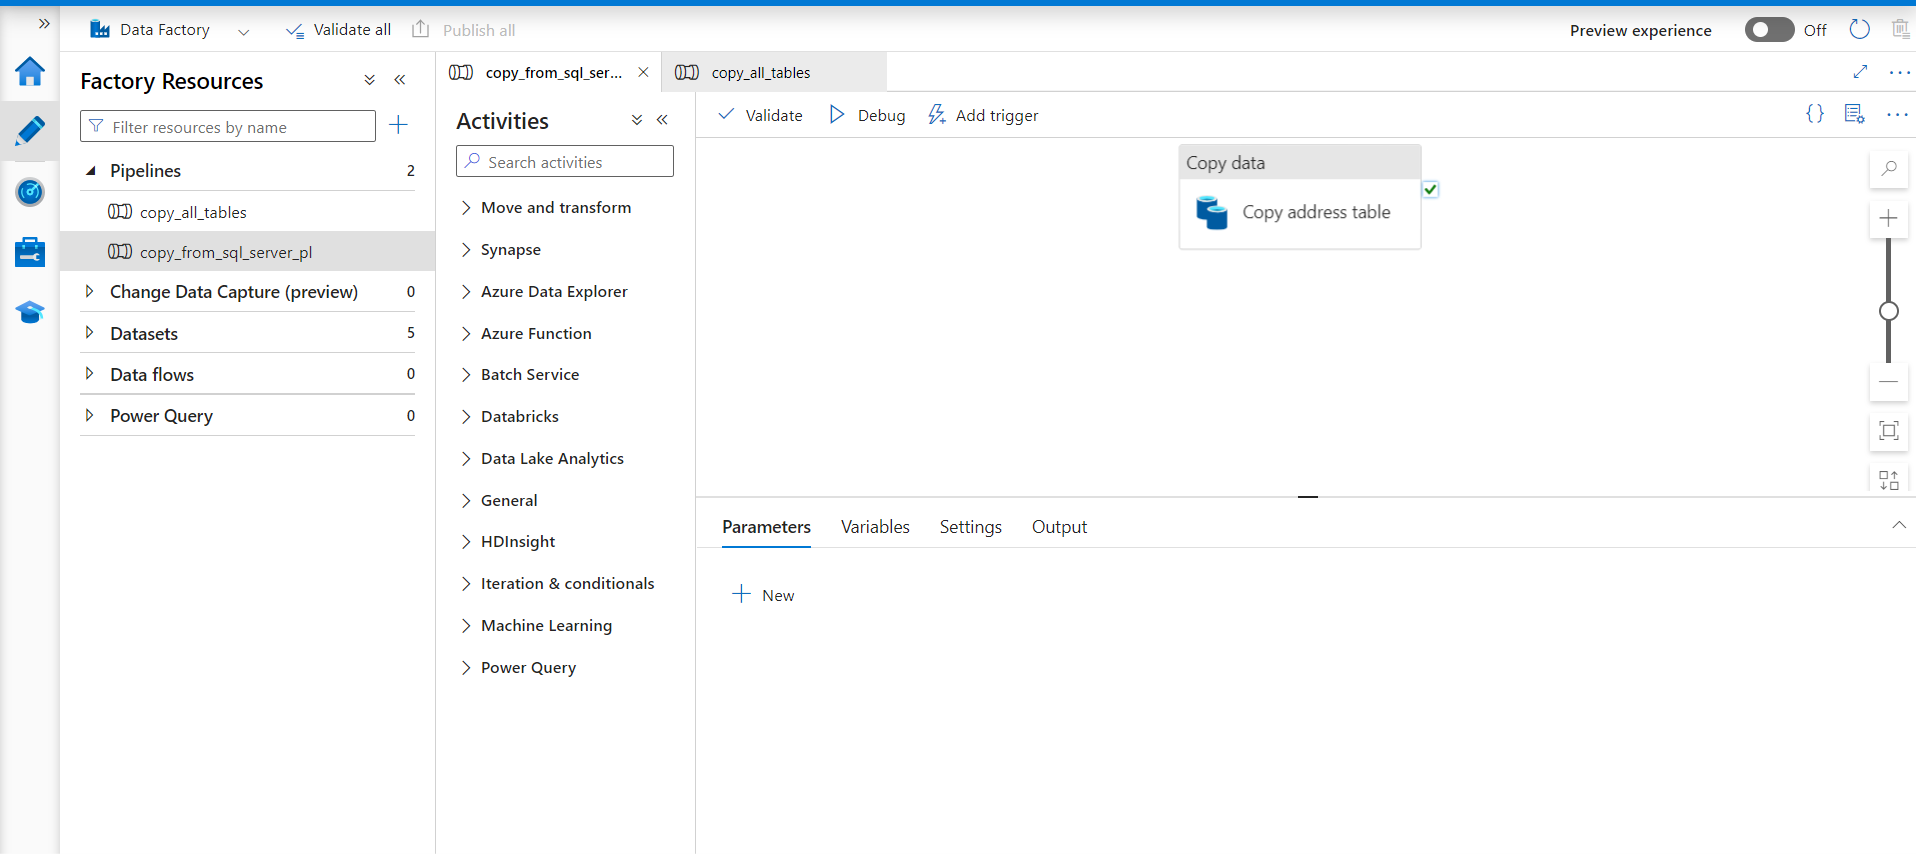 Data Factory
Validate all
Publish all
Preview experience
Off
Factory Resources
Filter resources by name
Pipelines 2
copy_all_tables
copy_from_sql_server_pl
Change Data Capture (preview) 0
Datasets 5
Data flows 0
Power Query 0
copy_from_sql_ser...
copy_all_tables
Activities
Search activities
Move and transform
Synapse
Azure Data Explorer
Azure Function
Batch Service
Databricks
Data Lake Analytics
General
HDInsight
Iteration & conditionals
Machine Learning
Power Query
Validate
Debug
Add trigger
{}
Copy data
Copy address table
Parameters
Variables
Settings
Output
New